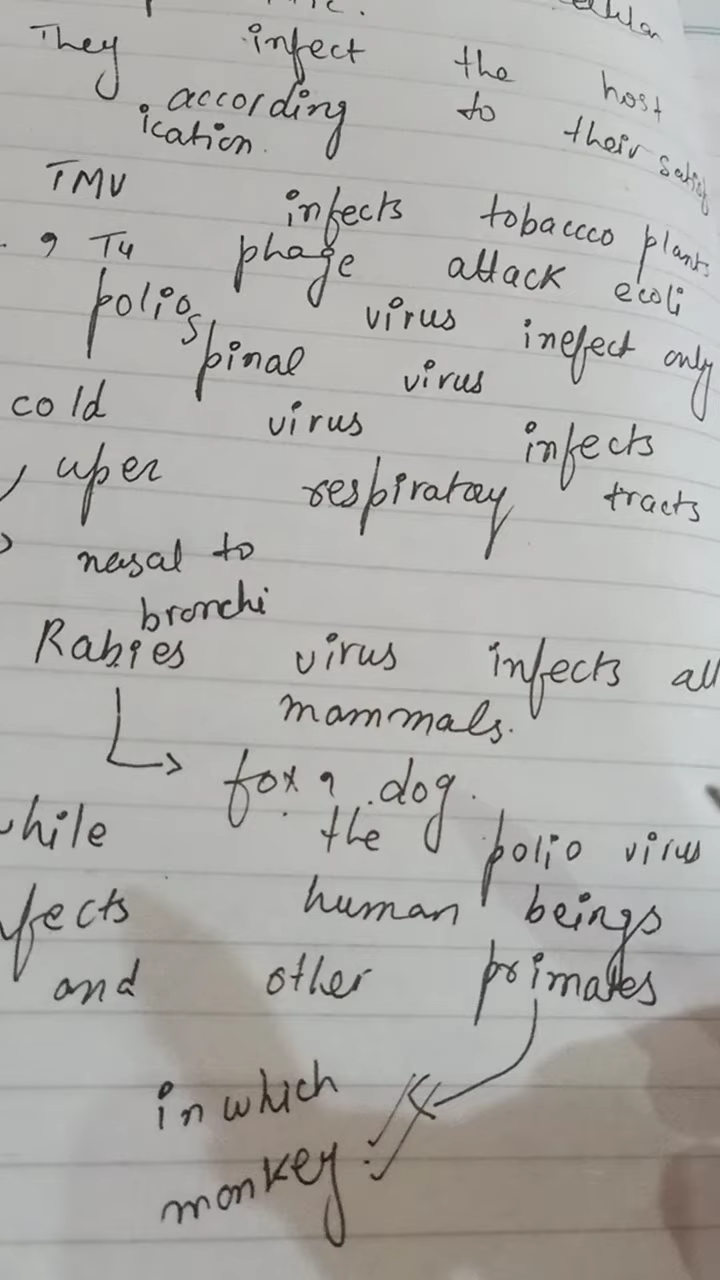 They infect the host
according to their satisf
ication.
TMV infects tobaccco plants
, T4 phage attack ecoli
polio virus inefect only
spinal virus
cold virus infects
uper respiratay tracts
nasal to
bronchi
Rabies virus infects all
mammals.
fox, dog.
while the polio virus
fects human beings
and other primates
in which
monkey